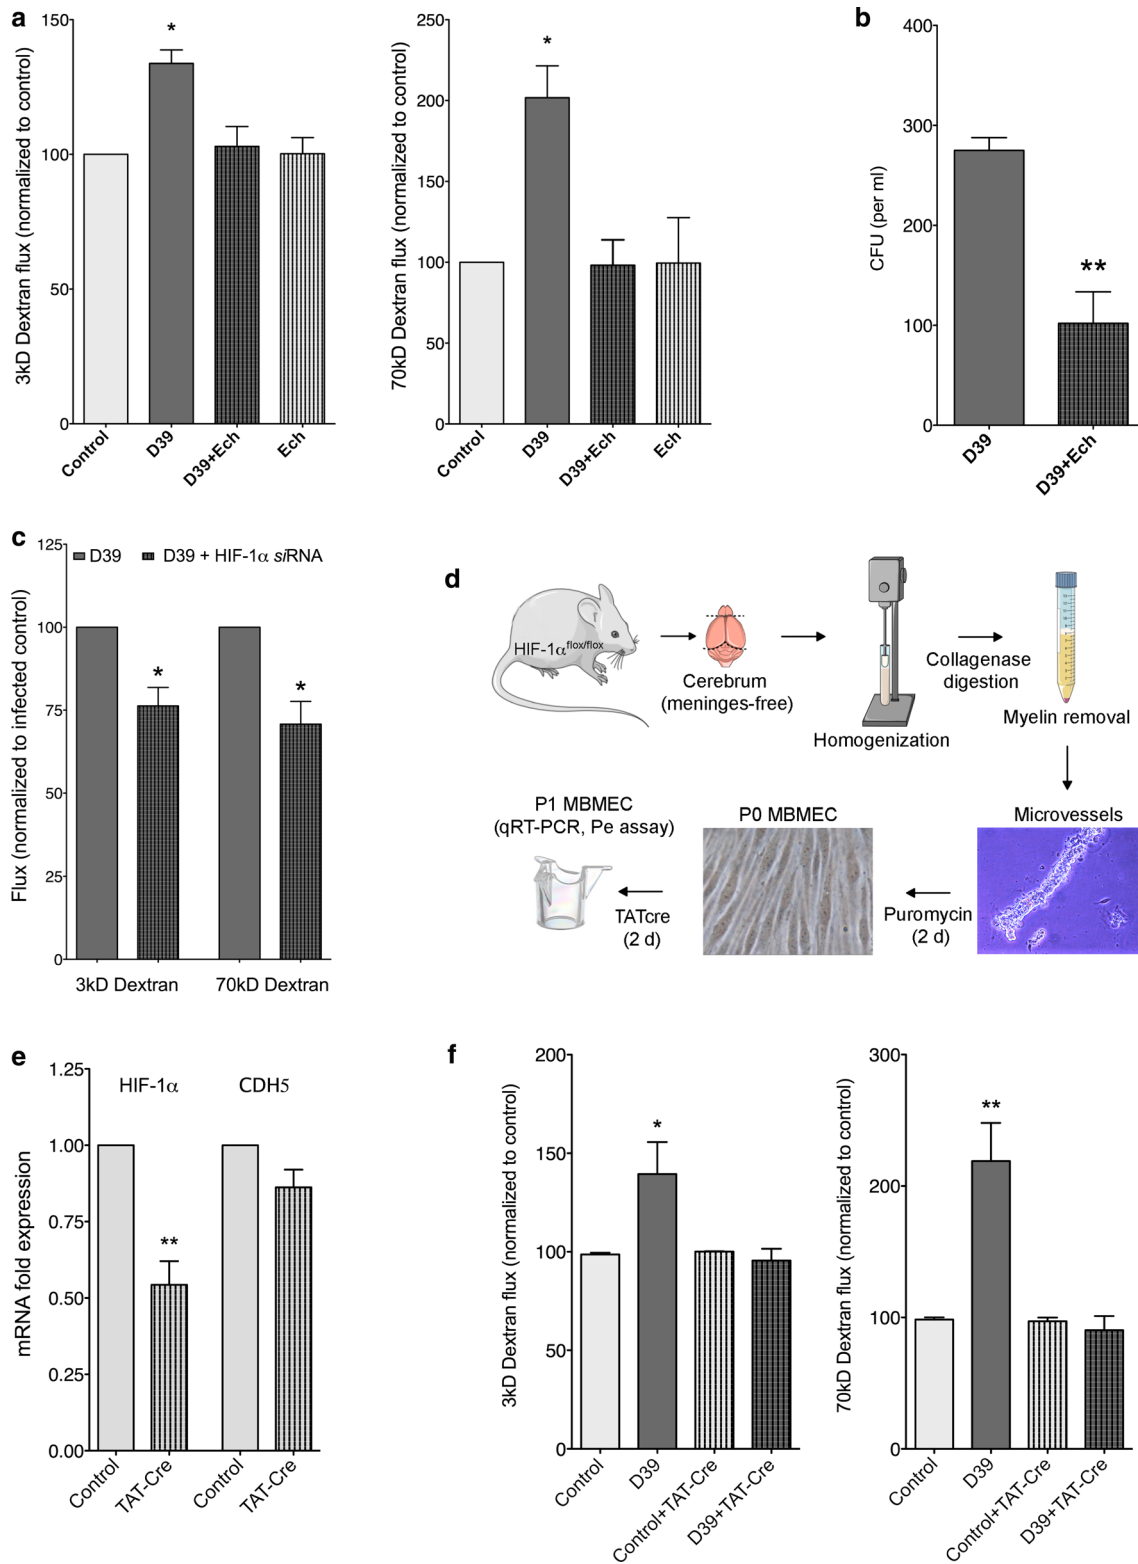 a
3kD Dextran flux (normalized to control)
150
100
50
0
*
Control
D39
D39+Ech
Ech
70kD Dextran flux (normalized to control)
250
200
150
100
50
0
*
Control
D39
D39+Ech
Ech
b
CFU (per ml)
400
300
200
100
0
**
D39
D39+Ech
c
Flux (normalized to infected control)
125
100
75
50
25
0
D39
D39 + HIF-1α siRNA
*
*
3kD Dextran
70kD Dextran
d
HIF-1α flox/flox
Cerebrum
(meninges-free)
Homogenization
Collagenase
digestion
Myelin removal
Microvessels
Puromycin
(2 d)
P0 MBMEC
TATcre
(2 d)
P1 MBMEC
(qRT-PCR, Pe assay)
e
mRNA fold expression
1.25
1.00
0.75
0.50
0.25
0.00
HIF-1α
CDH5
**
Control
TAT-Cre
Control
TAT-Cre
f
3kD Dextran flux (normalized to control)
200
150
100
50
0
*
Control
D39
Control+TAT-Cre
D39+TAT-Cre
70kD Dextran flux (normalized to control)
300
200
100
0
**
Control
D39
Control+TAT-Cre
D39+TAT-Cre